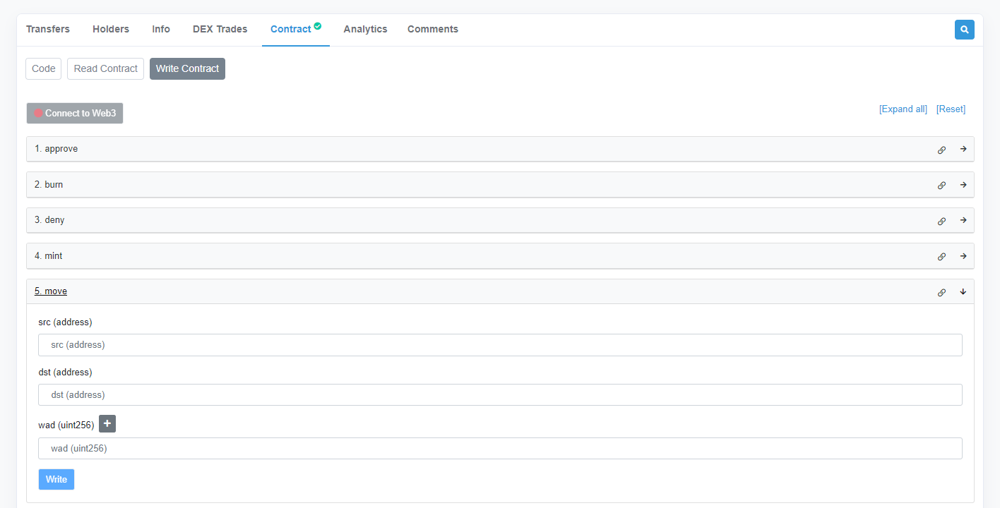 Transfers Holders Info DEX Trades Contract Analytics Comments
Code Read Contract Write Contract
Connect to Web3 [Expand all] [Reset]
1. approve
2. burn
3. deny
4. mint
5. move
src (address)
src (address)
dst (address)
dst (address)
wad (uint256) +
wad (uint256)
Write